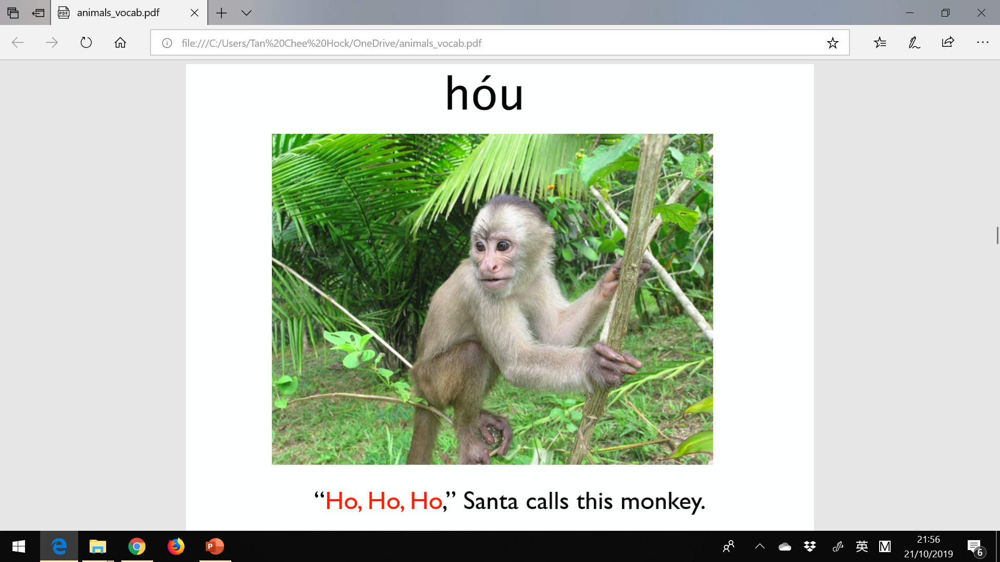 animals_vocab.pdf
file:///C:/Users/Tan%20Chee%20Hock/OneDrive/animals_vocab.pdf
hóu
“Ho, Ho, Ho,” Santa calls this monkey.
英
21:56
21/10/2019
6